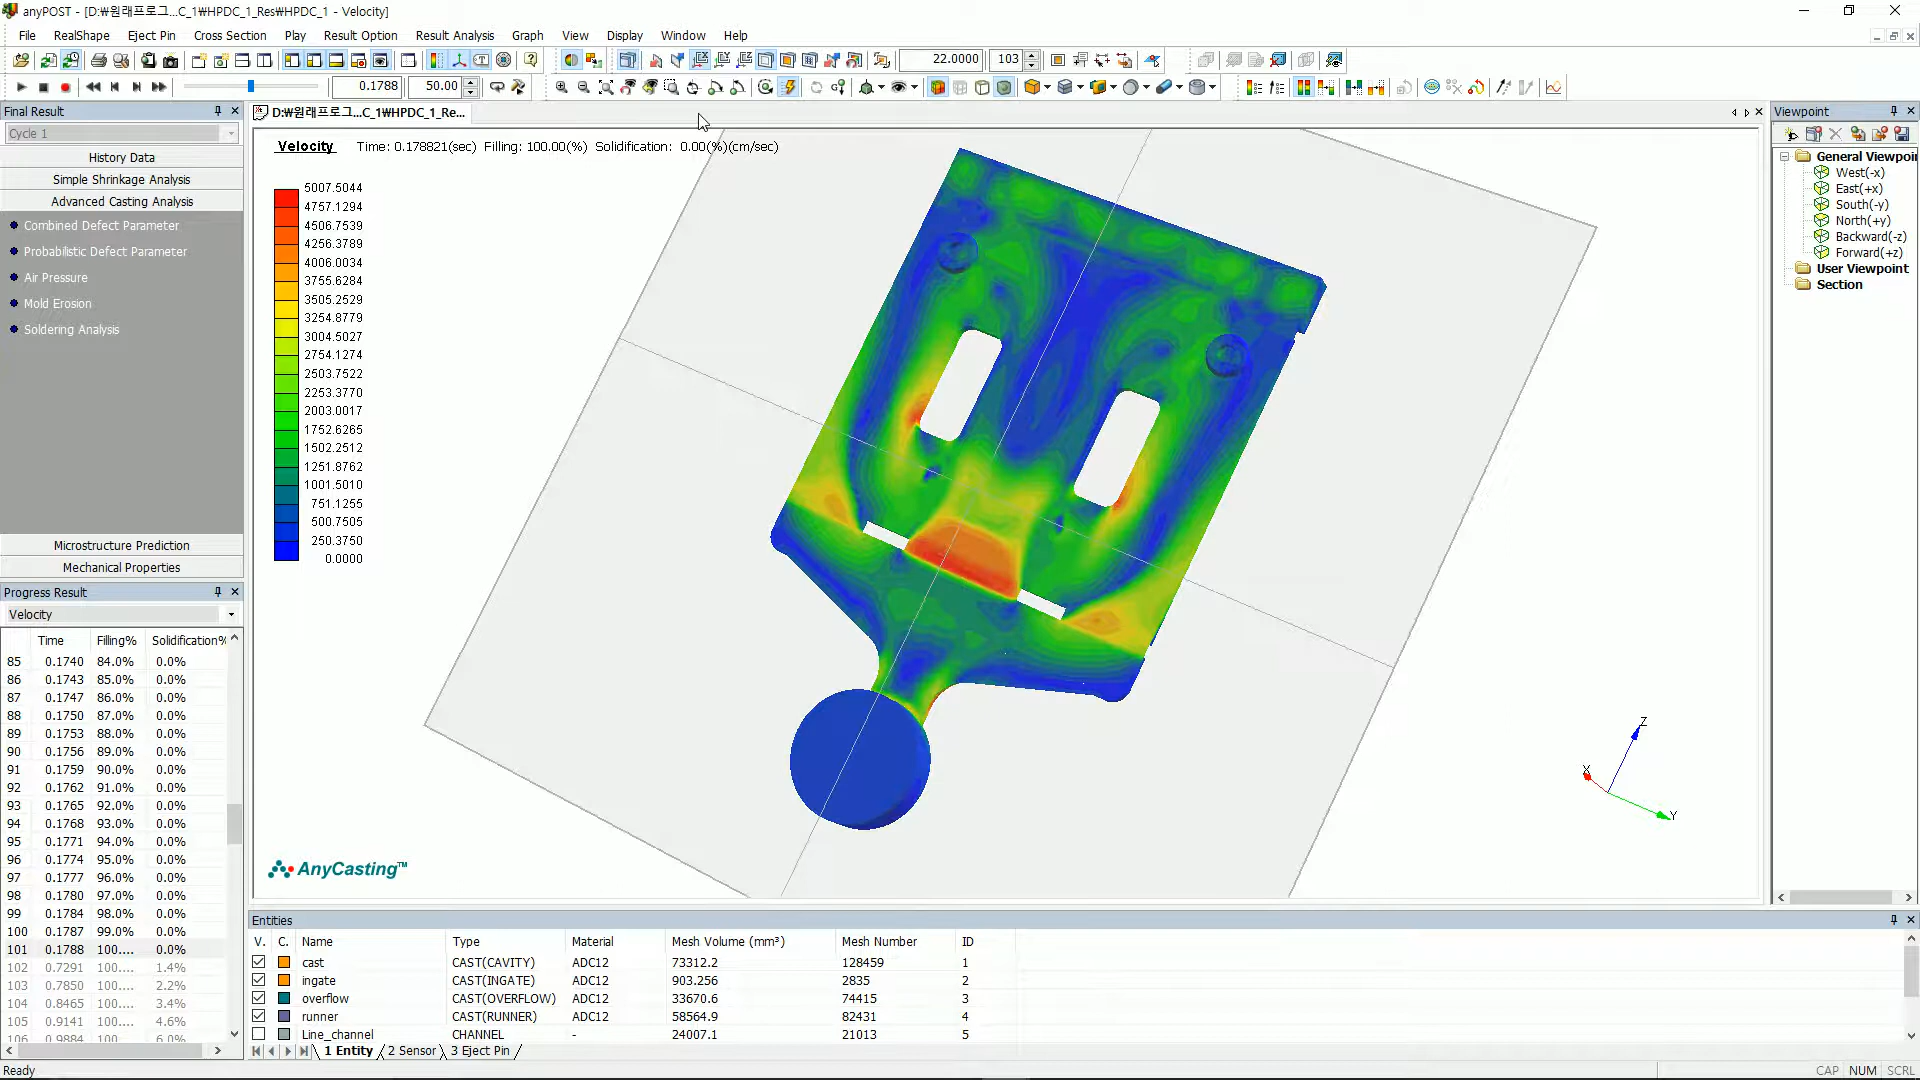 anyPOST - [D:₩원래프로그...C_1₩HPDC_1_Res₩HPDC_1 - Velocity]
File RealShape Eject Pin Cross Section Play Result Option Result Analysis Graph View Display Window Help
22.0000 103
0.1788 50.00
Final Result
Cycle 1
History Data
Simple Shrinkage Analysis
Advanced Casting Analysis
Combined Defect Parameter
Probabilistic Defect Parameter
Air Pressure
Mold Erosion
Soldering Analysis
Microstructure Prediction
Mechanical Properties
Progress Result
Velocity
Time Filling% Solidification%
85 0.1740 84.0% 0.0%
86 0.1743 85.0% 0.0%
87 0.1747 86.0% 0.0%
88 0.1750 87.0% 0.0%
89 0.1753 88.0% 0.0%
90 0.1756 89.0% 0.0%
91 0.1759 90.0% 0.0%
92 0.1762 91.0% 0.0%
93 0.1765 92.0% 0.0%
94 0.1768 93.0% 0.0%
95 0.1771 94.0% 0.0%
96 0.1774 95.0% 0.0%
97 0.1777 96.0% 0.0%
98 0.1780 97.0% 0.0%
99 0.1784 98.0% 0.0%
100 0.1787 99.0% 0.0%
101 0.1788 100.... 0.0%
102 0.7291 100.... 1.4%
103 0.7850 100.... 2.2%
104 0.8465 100.... 3.4%
105 0.9141 100.... 4.6%
106 0.9884 100.... 6.0%
D:₩원래프로그...C_1₩HPDC_1_Re...
Velocity Time: 0.178821(sec) Filling: 100.00(%) Solidification: 0.00(%)(cm/sec)
5007.5044
4757.1294
4506.7539
4256.3789
4006.0034
3755.6284
3505.2529
3254.8779
3004.5027
2754.1274
2503.7522
2253.3770
2003.0017
1752.6265
1502.2512
1251.8762
1001.5010
751.1255
500.7505
250.3750
0.0000
Z
X
Y
AnyCasting™
Viewpoint
General Viewpoi
West(-x)
East(+x)
South(-y)
North(+y)
Backward(-z)
Forward(+z)
User Viewpoint
Section
Entities
V. C. Name Type Material Mesh Volume (mm³) Mesh Number ID
cast CAST(CAVITY) ADC12 73312.2 128459 1
ingate CAST(INGATE) ADC12 903.256 2835 2
overflow CAST(OVERFLOW) ADC12 33670.6 74415 3
runner CAST(RUNNER) ADC12 58564.9 82431 4
Line_channel CHANNEL - 24007.1 21013 5
1 Entity 2 Sensor 3 Eject Pin
Ready
CAP NUM SCRL